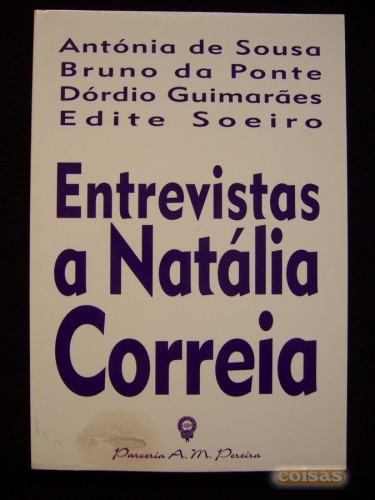 Antónia de Sousa
Bruno da Ponte
Dórdio Guimarães
Edite Soeiro
Entrevistas
a Natália
Correia
Parceria A. M. Pereira
coisas